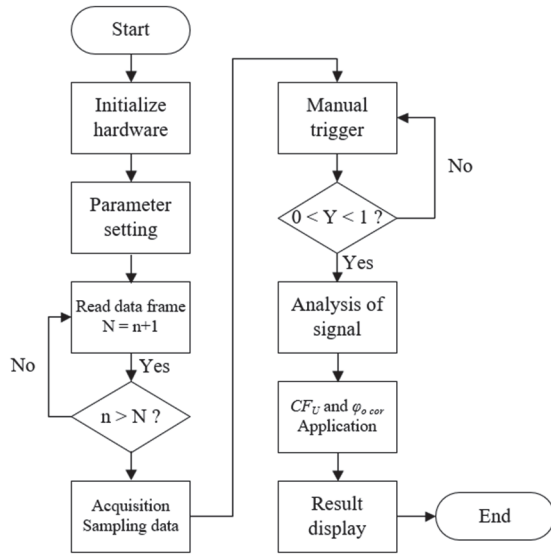 Start
Initialize
hardware
Parameter
setting
Read data frame
N = n+1
No
Yes
n > N ?
Acquisition
Sampling data
Manual
trigger
No
0 < Y < 1 ?
Yes
Analysis of
signal
CF_U and φ_o cor
Application
Result
display
End